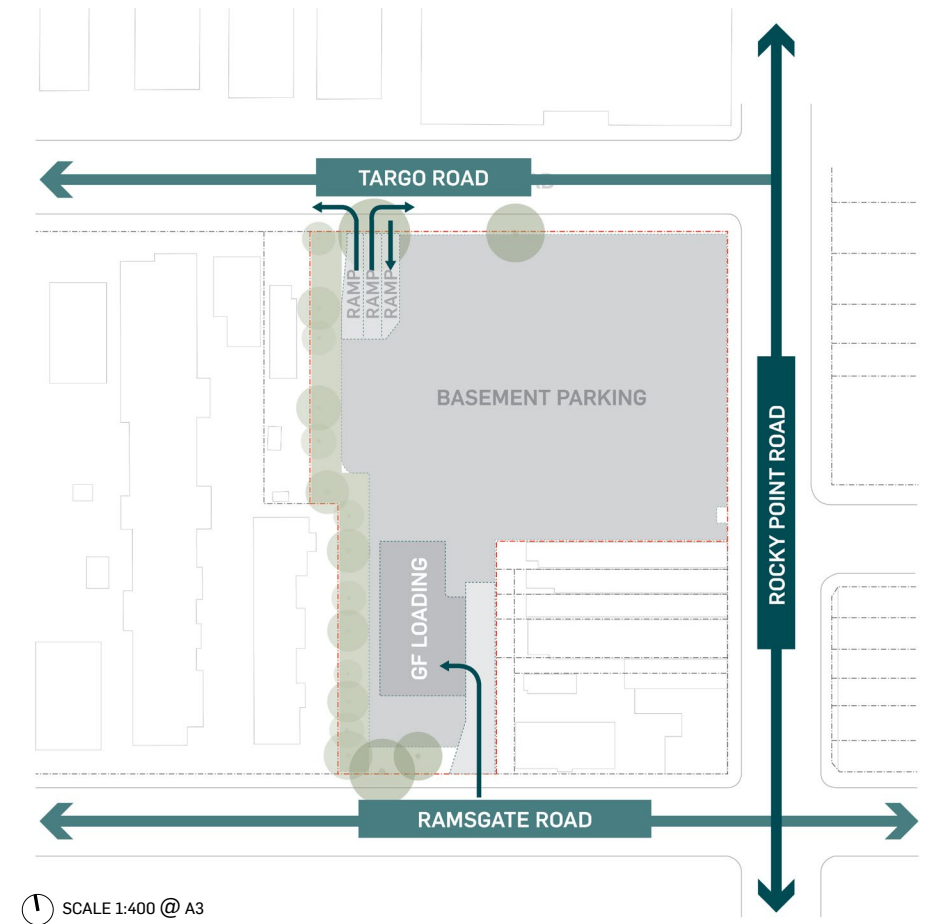 TARGO ROAD
RAMP
RAMP
RAMP
BASEMENT PARKING
ROCKY POINT ROAD
GF LOADING
RAMSGATE ROAD
SCALE 1:400 @ A3